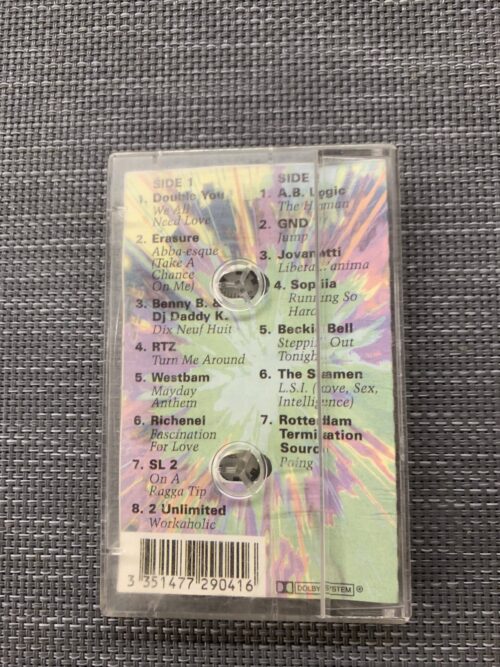 SIDE 1
1. Double You
We All
Need Love
2. Erasure
Abba-esque
(Take A
Chance
On Me)
3. Benny B. &
Dj Daddy K.
Dix Neuf Huit
4. RTZ
Turn Me Around
5. Westbam
Mayday
Anthem
6. Richenel
Fascination
For Love
7. SL 2
On A
Ragga Tip
8. 2 Unlimited
Workaholic
3 351477 290416
SIDE
1. A.B. Logic
The Hitman
2. GND
Jump
3. Jovanotti
Libera l'anima
4. Sophia
Running So
Hard
5. Beckie Bell
Steppin' Out
Tonight
6. The Shamen
L.S.I. (Love, Sex,
Intelligence)
7. Rotterdam
Termination
Source
Poing
DOLBY SYSTEM ®